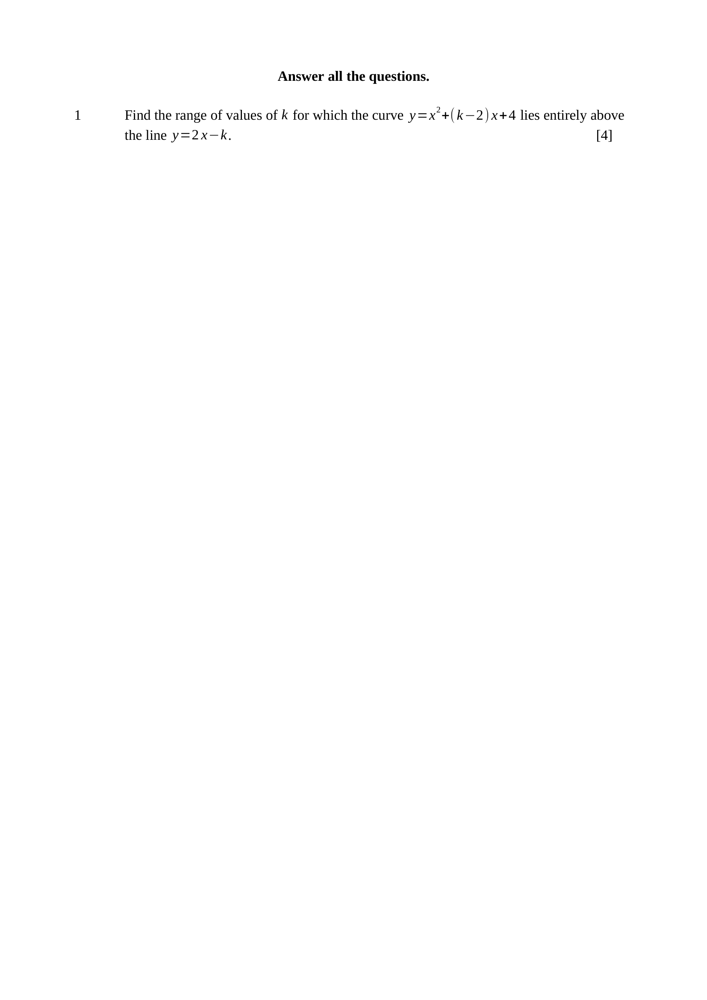 Answer all the questions.
1 Find the range of values of k for which the curve y=x²+(k−2)x+4 lies entirely above
the line y=2x−k. [4]